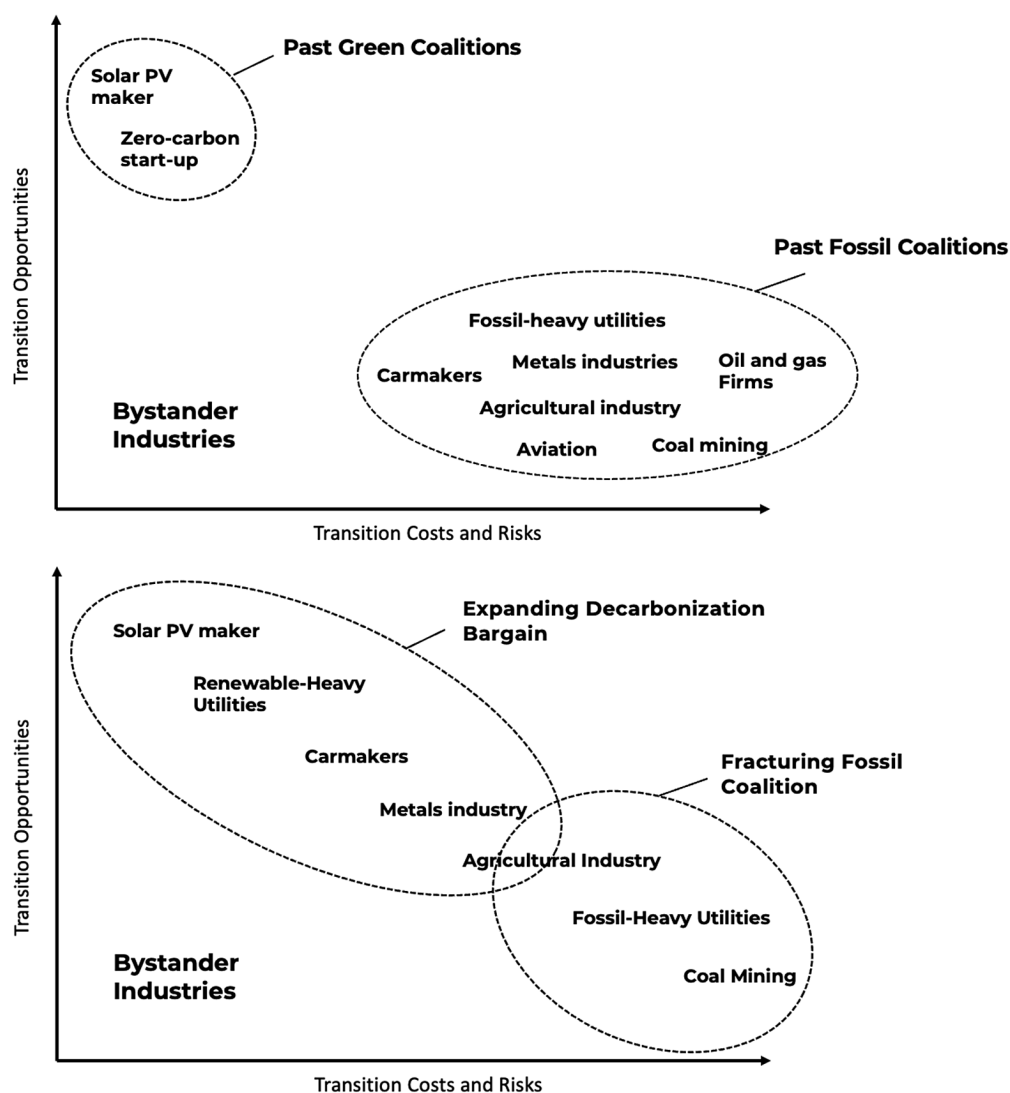 Past Green Coalitions
Solar PV
maker
Zero-carbon
start-up
Transition Opportunities
Past Fossil Coalitions
Fossil-heavy utilities
Metals industries
Oil and gas
Firms
Carmakers
Agricultural industry
Bystander
Industries
Aviation
Coal mining
Transition Costs and Risks
Expanding Decarbonization
Bargain
Solar PV maker
Renewable-Heavy
Utilities
Carmakers
Transition Opportunities
Fracturing Fossil
Coalition
Metals industry
Agricultural Industry
Fossil-Heavy Utilities
Bystander
Industries
Coal Mining
Transition Costs and Risks